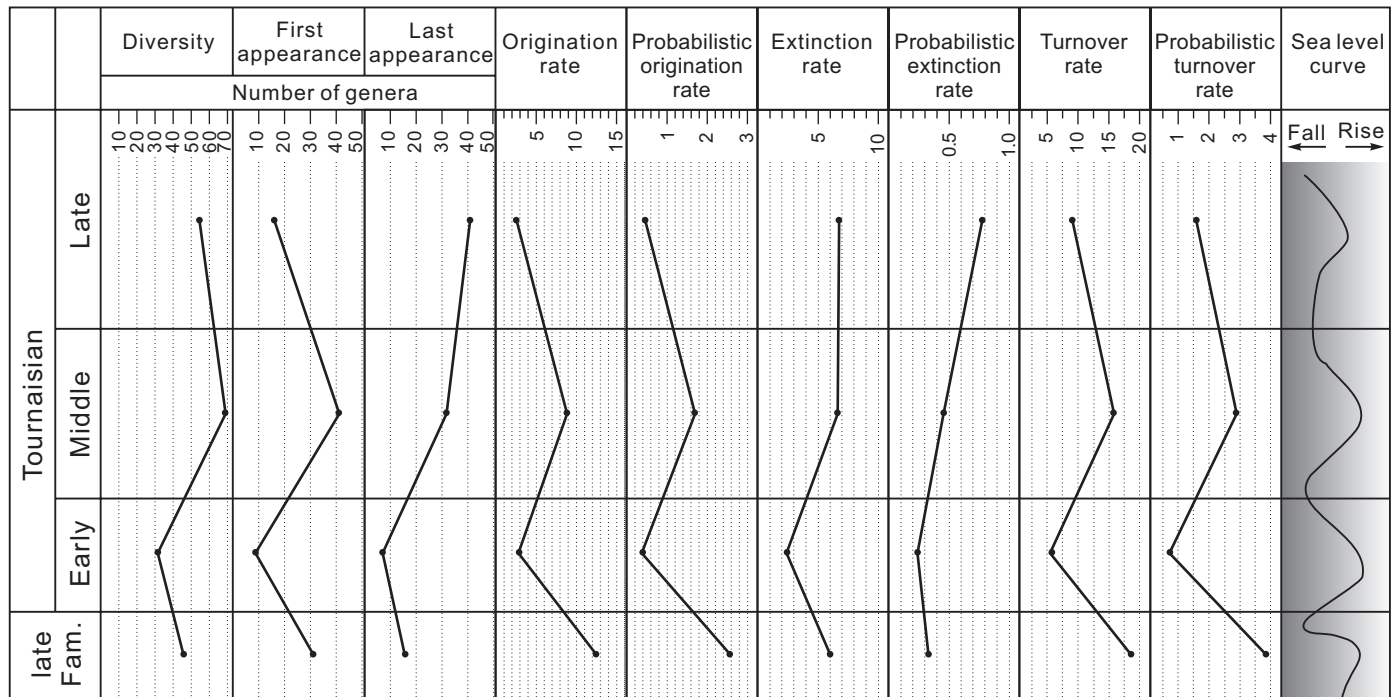 Diversity
First
appearance
Last
appearance
Number of genera
Origination
rate
Probabilistic
origination
rate
Extinction
rate
Probabilistic
extinction
rate
Turnover
rate
Probabilistic
turnover
rate
Sea level
curve
10 20 30 40 50 60 70
10 20 30 40 50
10 20 30 40 50
5 10 15
1 2 3
5 10
0.5 1.0
5 10 15 20
1 2 3 4
Fall Rise
Tournaisian
Late
Middle
Early
late
Fam.